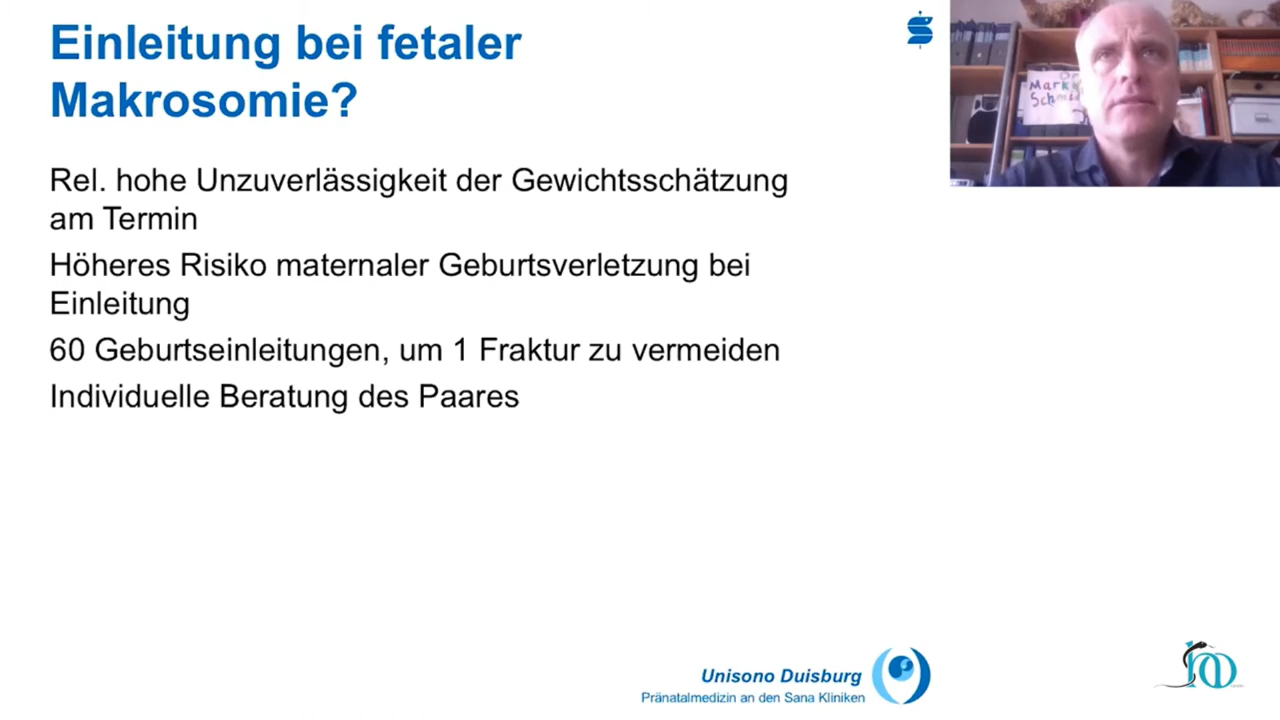 Einleitung bei fetaler
Makrosomie?
Rel. hohe Unzuverlässigkeit der Gewichtsschätzung
am Termin
Höheres Risiko maternaler Geburtsverletzung bei
Einleitung
60 Geburtseinleitungen, um 1 Fraktur zu vermeiden
Individuelle Beratung des Paares
Unisono Duisburg
Pränatalmedizin an den Sana Kliniken